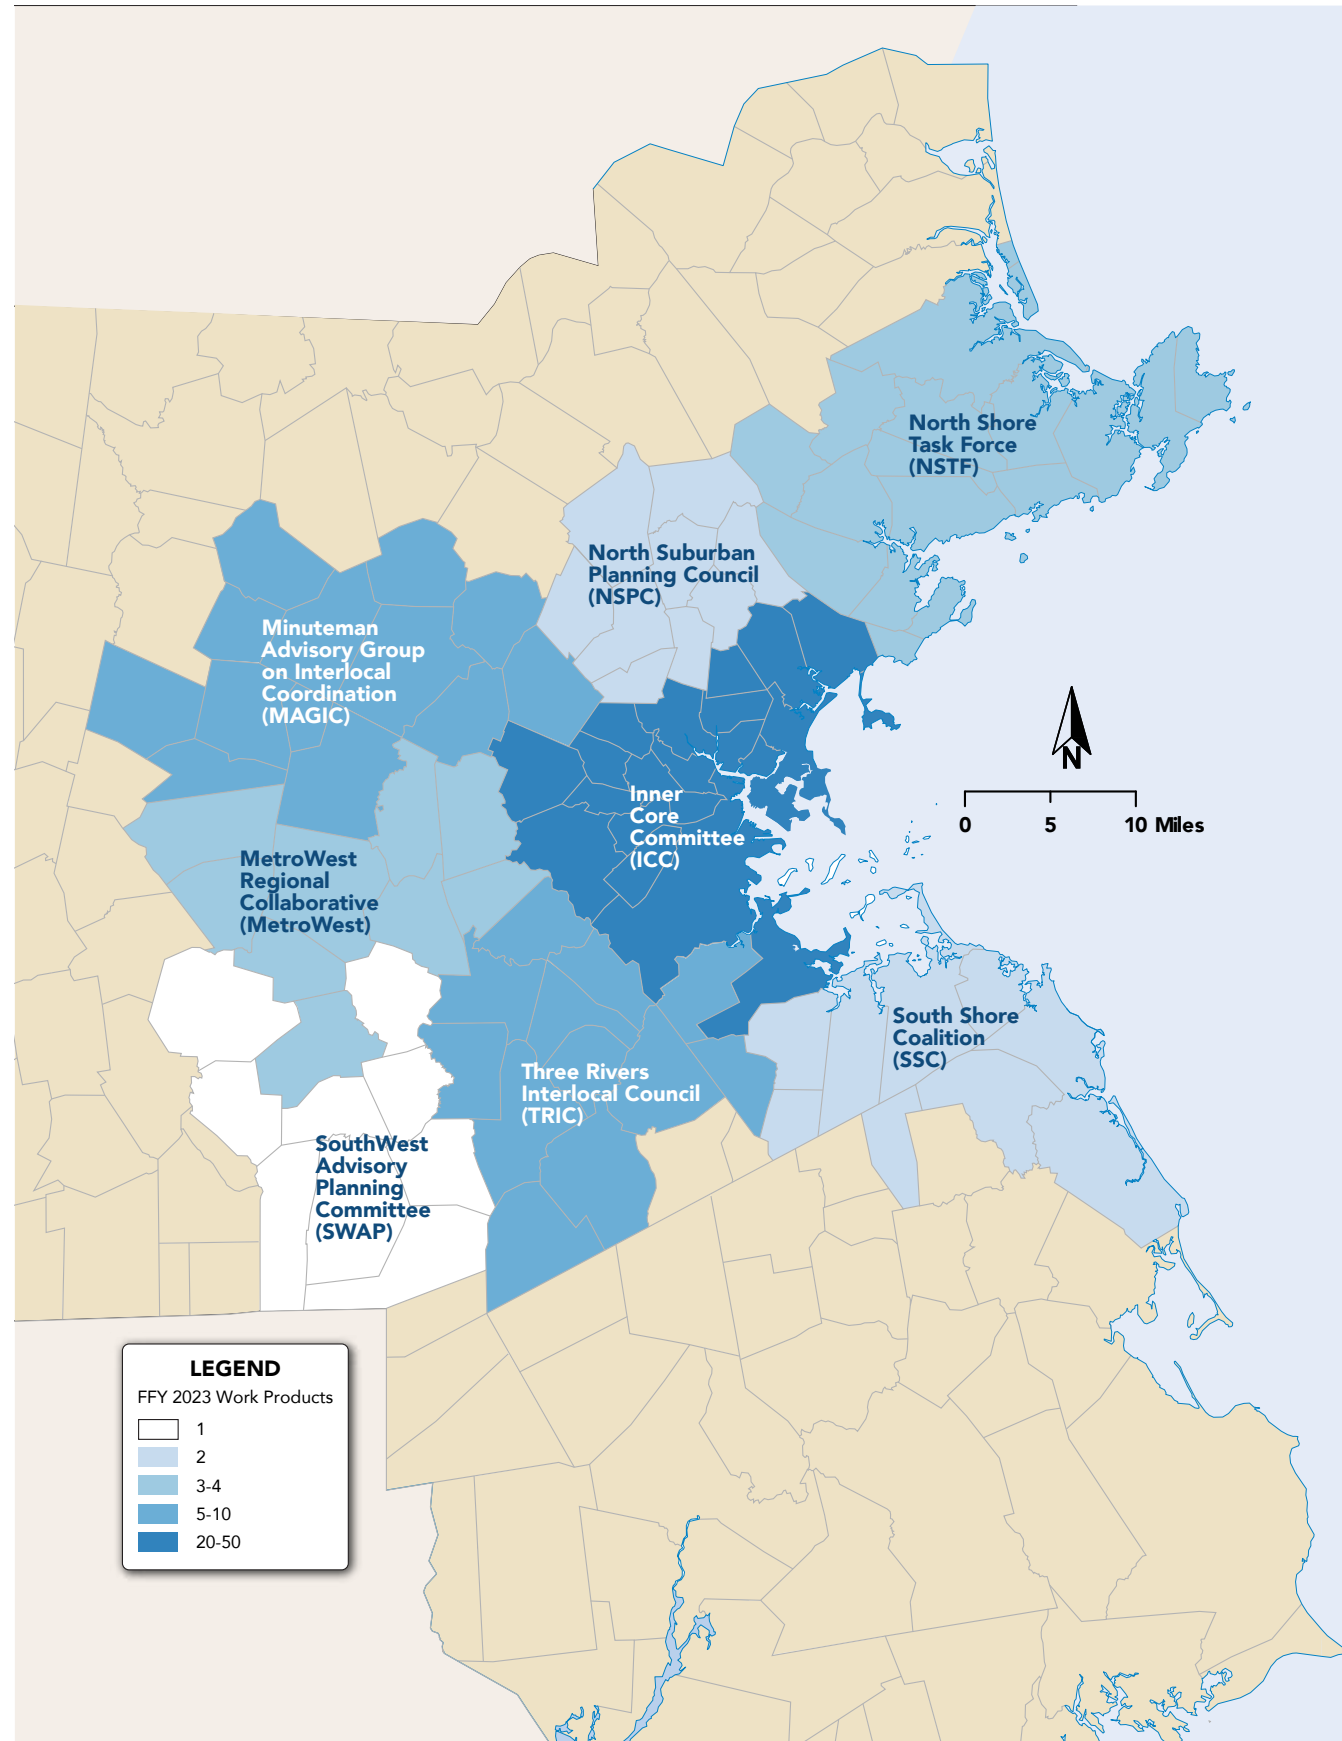 North Shore
Task Force
(NSTF)
North Suburban
Planning Council
(NSPC)
Minuteman
Advisory Group
on Interlocal
Coordination
(MAGIC)
N
0 5 10 Miles
Inner
Core
Committee
(ICC)
MetroWest
Regional
Collaborative
(MetroWest)
South Shore
Coalition
(SSC)
Three Rivers
Interlocal Council
(TRIC)
SouthWest
Advisory
Planning
Committee
(SWAP)
LEGEND
FFY 2023 Work Products
1
2
3-4
5-10
20-50